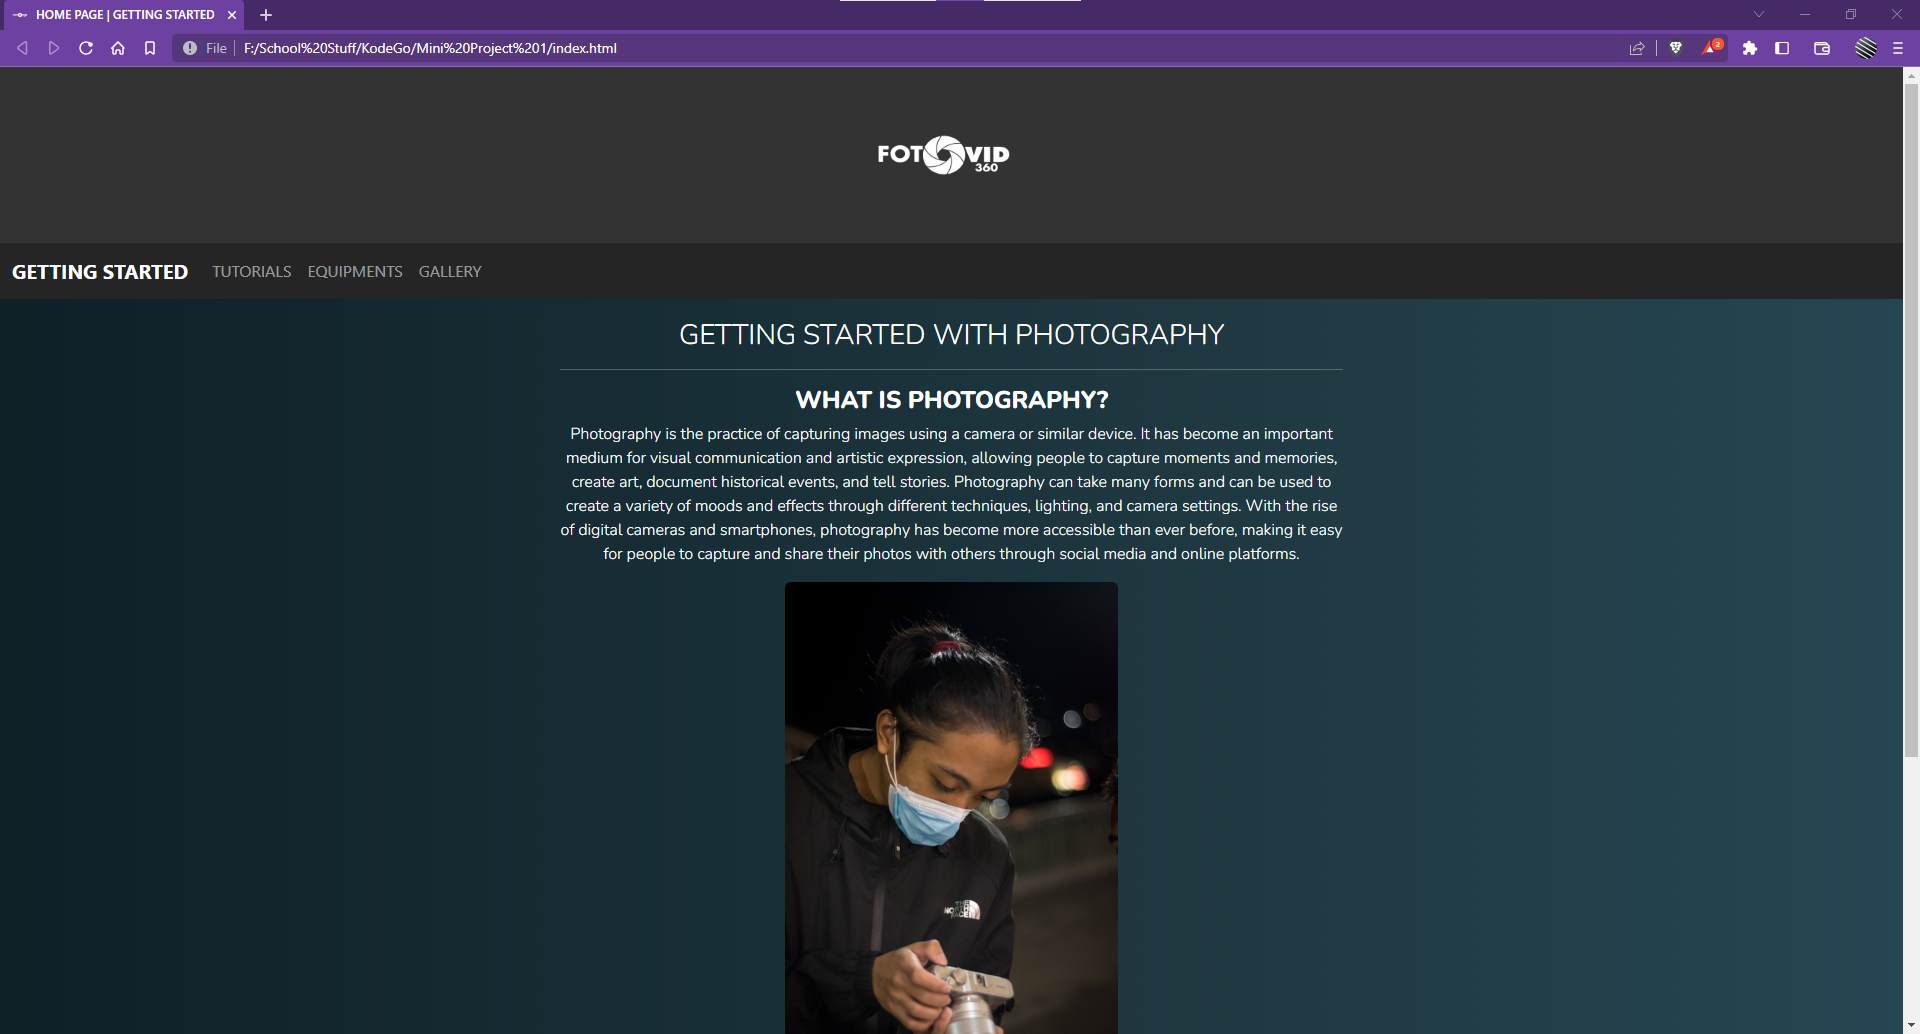 HOME PAGE | GETTING STARTED
File
F:/School%20Stuff/KodeGo/Mini%20Project%201/index.html
2
FOTOVID
360
GETTING STARTED TUTORIALS EQUIPMENTS GALLERY
GETTING STARTED WITH PHOTOGRAPHY
WHAT IS PHOTOGRAPHY?
Photography is the practice of capturing images using a camera or similar device. It has become an important
medium for visual communication and artistic expression, allowing people to capture moments and memories,
create art, document historical events, and tell stories. Photography can take many forms and can be used to
create a variety of moods and effects through different techniques, lighting, and camera settings. With the rise
of digital cameras and smartphones, photography has become more accessible than ever before, making it easy
for people to capture and share their photos with others through social media and online platforms.
THE
NORTH
FACE